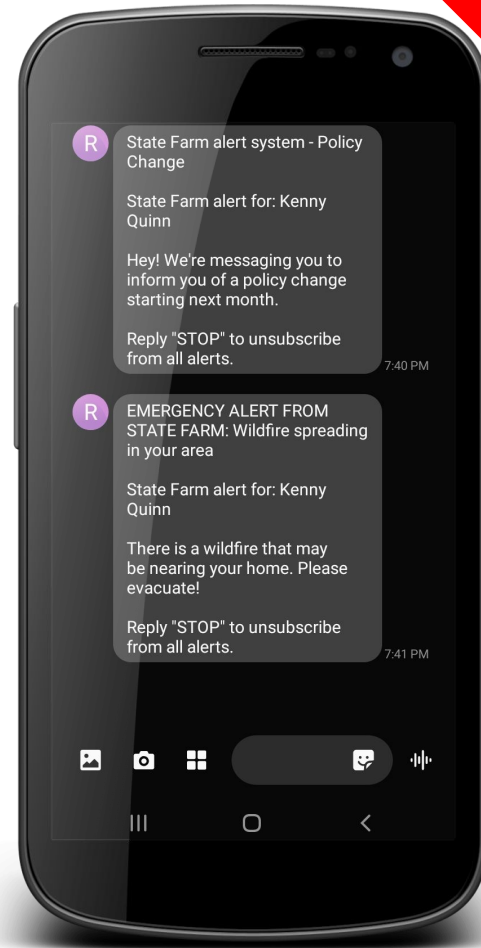 R
State Farm alert system - Policy
Change
State Farm alert for: Kenny
Quinn
Hey! We're messaging you to
inform you of a policy change
starting next month.
Reply "STOP" to unsubscribe
from all alerts.
7:40 PM
R
EMERGENCY ALERT FROM
STATE FARM: Wildfire spreading
in your area
State Farm alert for: Kenny
Quinn
There is a wildfire that may
be nearing your home. Please
evacuate!
Reply "STOP" to unsubscribe
from all alerts.
7:41 PM